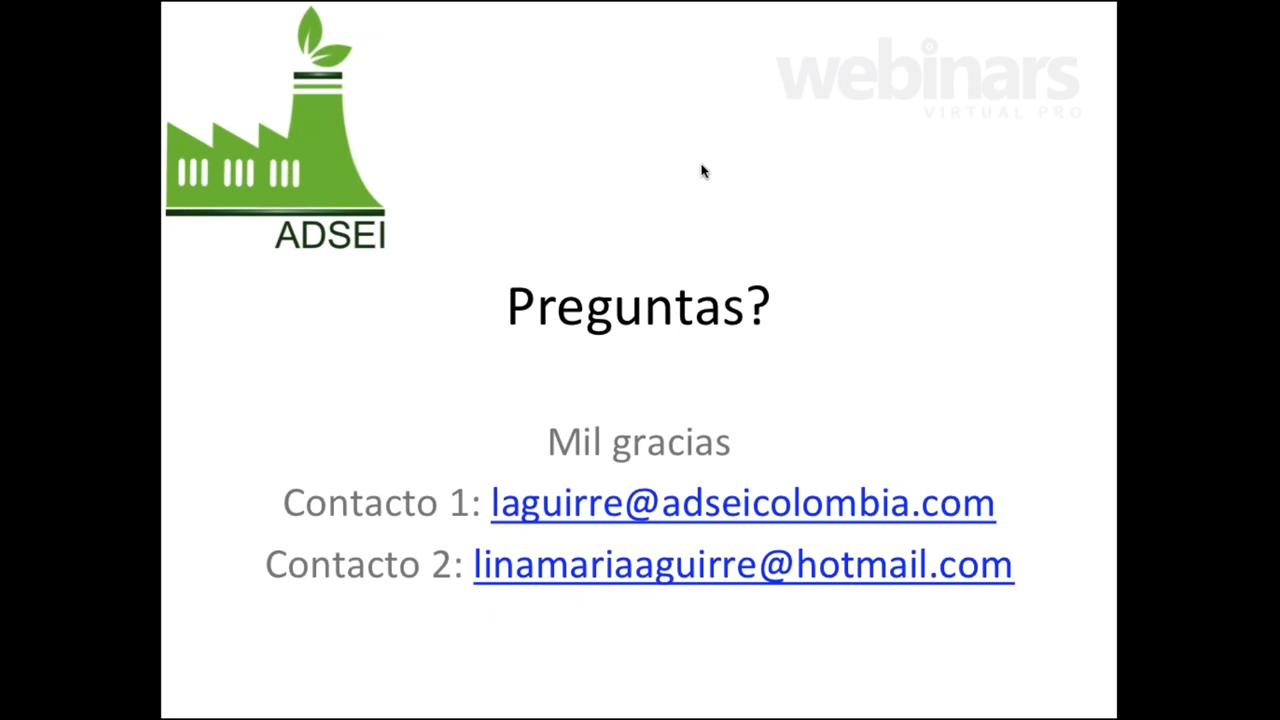 webinars
VIRTUAL PRO
ADSEI
Preguntas?
Mil gracias
Contacto 1: laguirre@adseicolombia.com
Contacto 2: linamariaaguirre@hotmail.com